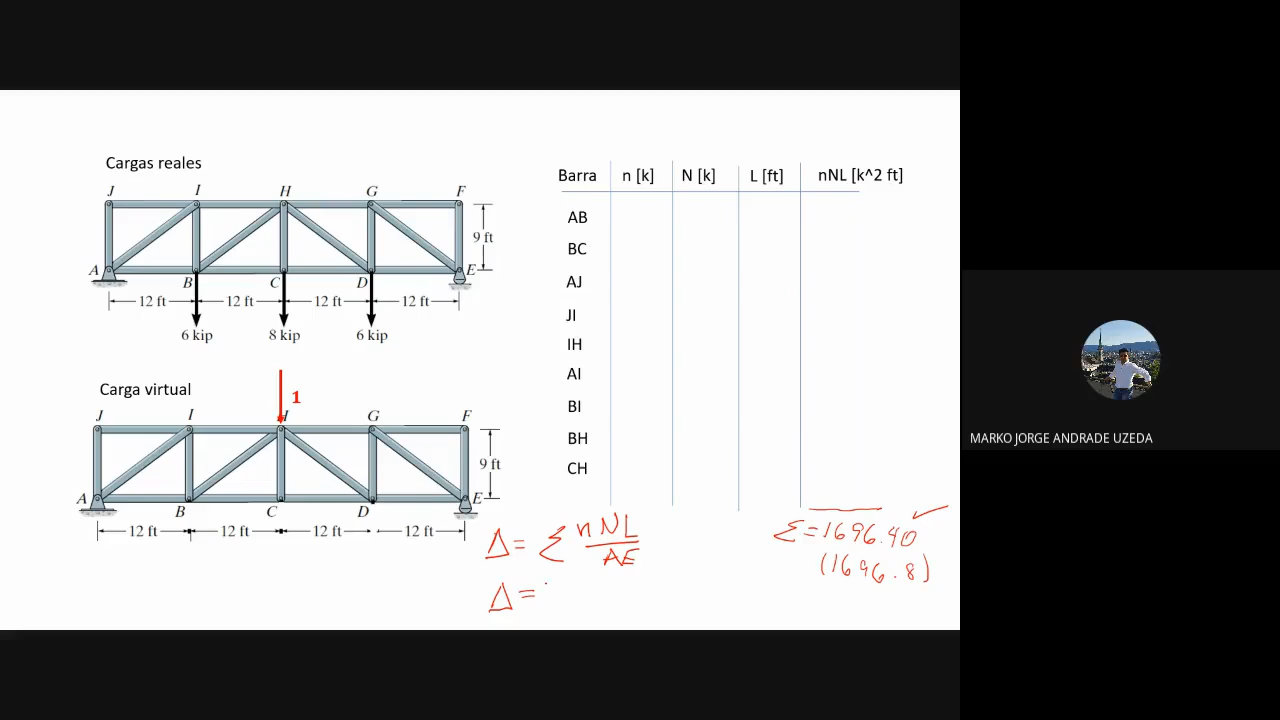 Cargas reales
J I H G F
9 ft
A B C D E
12 ft 12 ft 12 ft 12 ft
6 kip 8 kip 6 kip
Carga virtual
1
J I H G F
9 ft
A B C D E
12 ft 12 ft 12 ft 12 ft
Barra n [k] N [k] L [ft] nNL [k^2 ft]
AB
BC
AJ
JI
IH
AI
BI
BH
CH
Σ=1696.40 ✓
(1696.8)
Δ= Σ nNL/AE
Δ=
MARKO JORGE ANDRADE UZEDA